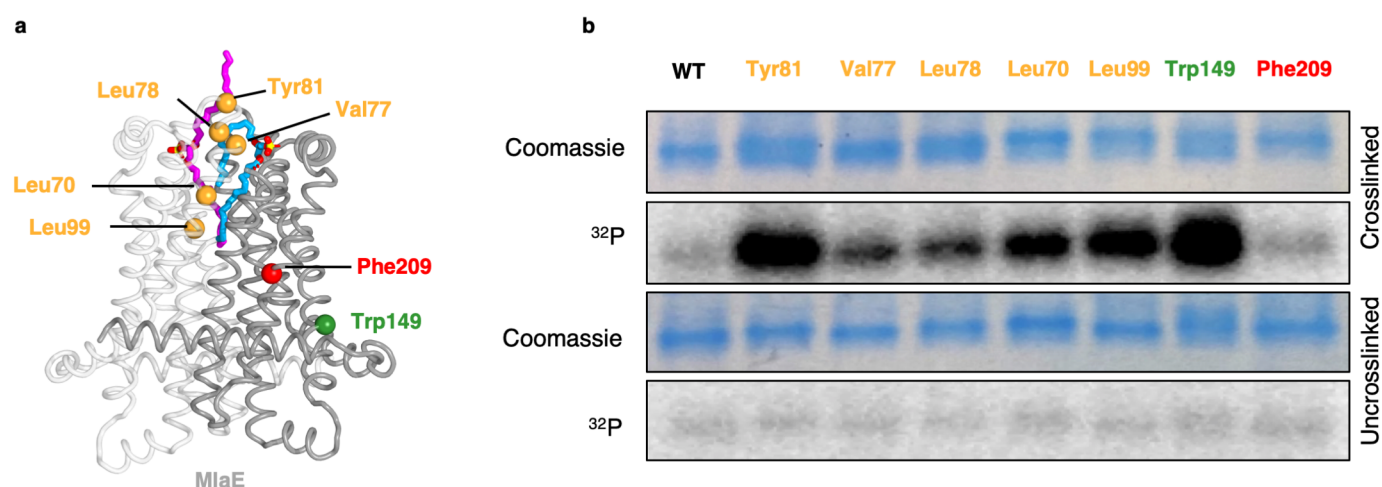 a
Leu78
Tyr81
Val77
Leu70
Leu99
Phe209
Trp149
MlaE
b
WT Tyr81 Val77 Leu78 Leu70 Leu99 Trp149 Phe209
Coomassie
32P
Crosslinked
Coomassie
32P
Uncrosslinked